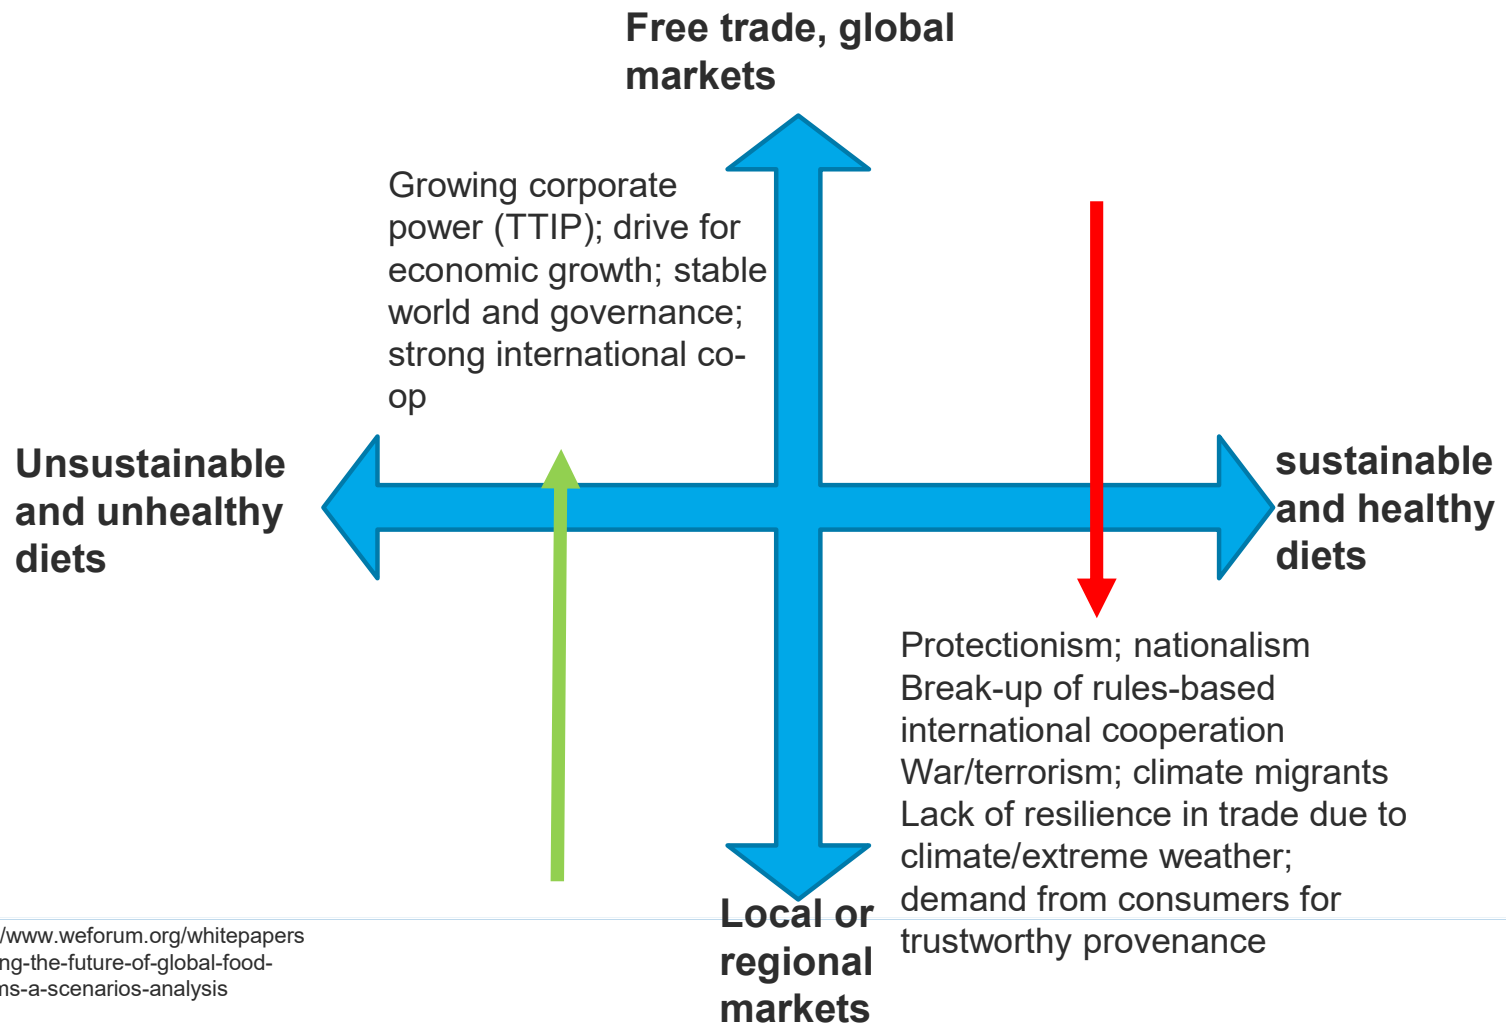 Free trade, global
markets
Growing corporate
power (TTIP); drive for
economic growth; stable
world and governance;
strong international co-
op
Unsustainable
and unhealthy
diets
sustainable
and healthy
diets
Protectionism; nationalism
Break-up of rules-based
international cooperation
War/terrorism; climate migrants
Lack of resilience in trade due to
climate/extreme weather;
demand from consumers for
trustworthy provenance
Local or
regional
markets
/www.weforum.org/whitepapers
ng-the-future-of-global-food-
ms-a-scenarios-analysis